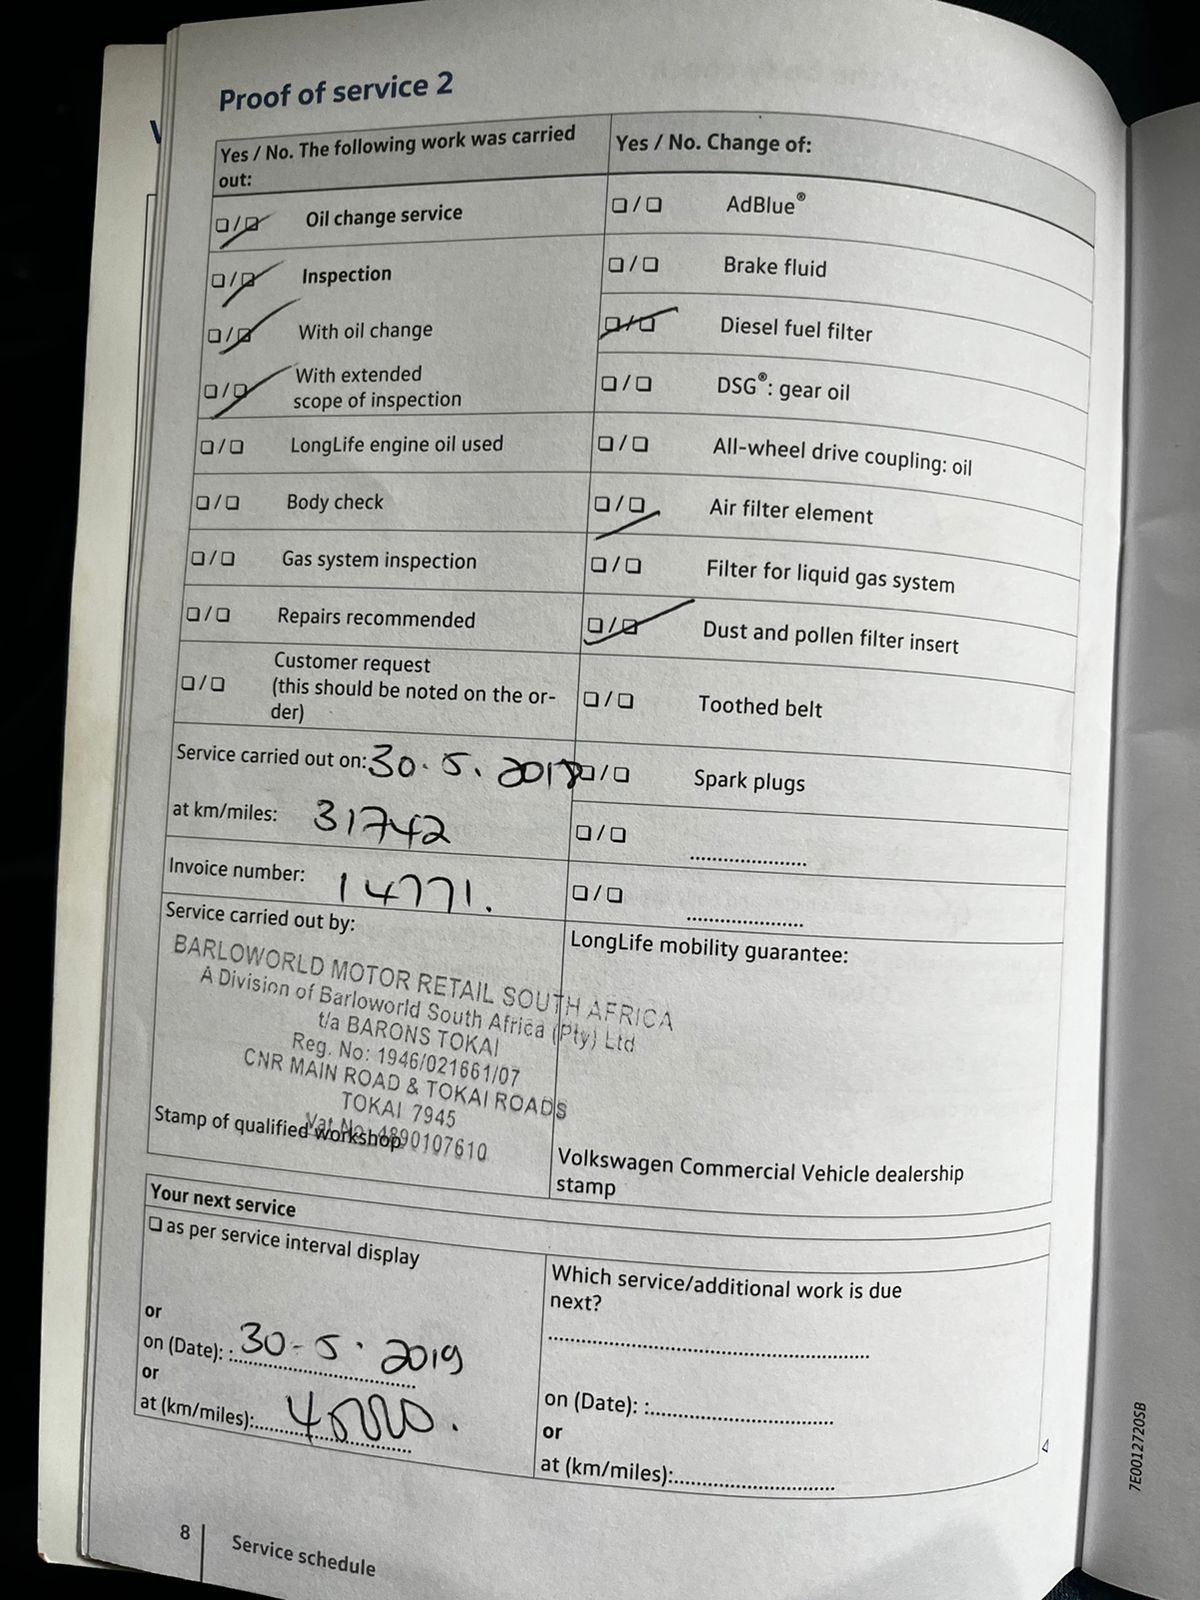 Proof of service 2
Yes / No. The following work was carried
out:
❑/❑ Oil change service
❑/❑ Inspection
❑/❑ With oil change
❑/❑ With extended
scope of inspection
❑/❑ LongLife engine oil used
❑/❑ Body check
❑/❑ Gas system inspection
❑/❑ Repairs recommended
❑/❑ Customer request
(this should be noted on the or-
der)
Service carried out on: 30.5.2018
at km/miles: 31742
Invoice number: 14771.
Service carried out by:
BARLOWORLD MOTOR RETAIL SOUTH AFRICA
A Division of Barloworld South Africa (Pty) Ltd
t/a BARONS TOKAI
Reg. No: 1946/021661/07
CNR MAIN ROAD & TOKAI ROADS
TOKAI 7945
Vat No: 4890107610
Stamp of qualified workshop
Yes / No. Change of:
❑/❑ AdBlue®
❑/❑ Brake fluid
❑/❑ Diesel fuel filter
❑/❑ DSG®: gear oil
❑/❑ All-wheel drive coupling: oil
❑/❑ Air filter element
❑/❑ Filter for liquid gas system
❑/❑ Dust and pollen filter insert
❑/❑ Toothed belt
❑/❑ Spark plugs
❑/❑ .....................
❑/❑ .....................
LongLife mobility guarantee:
Volkswagen Commercial Vehicle dealership
stamp
Your next service
❑ as per service interval display
or
on (Date): : 30-5.2019
or
at (km/miles): 45000.
Which service/additional work is due
next?
..........................................................
on (Date): :.................................
or
at (km/miles):.............................
8 Service schedule
7E0012720SB